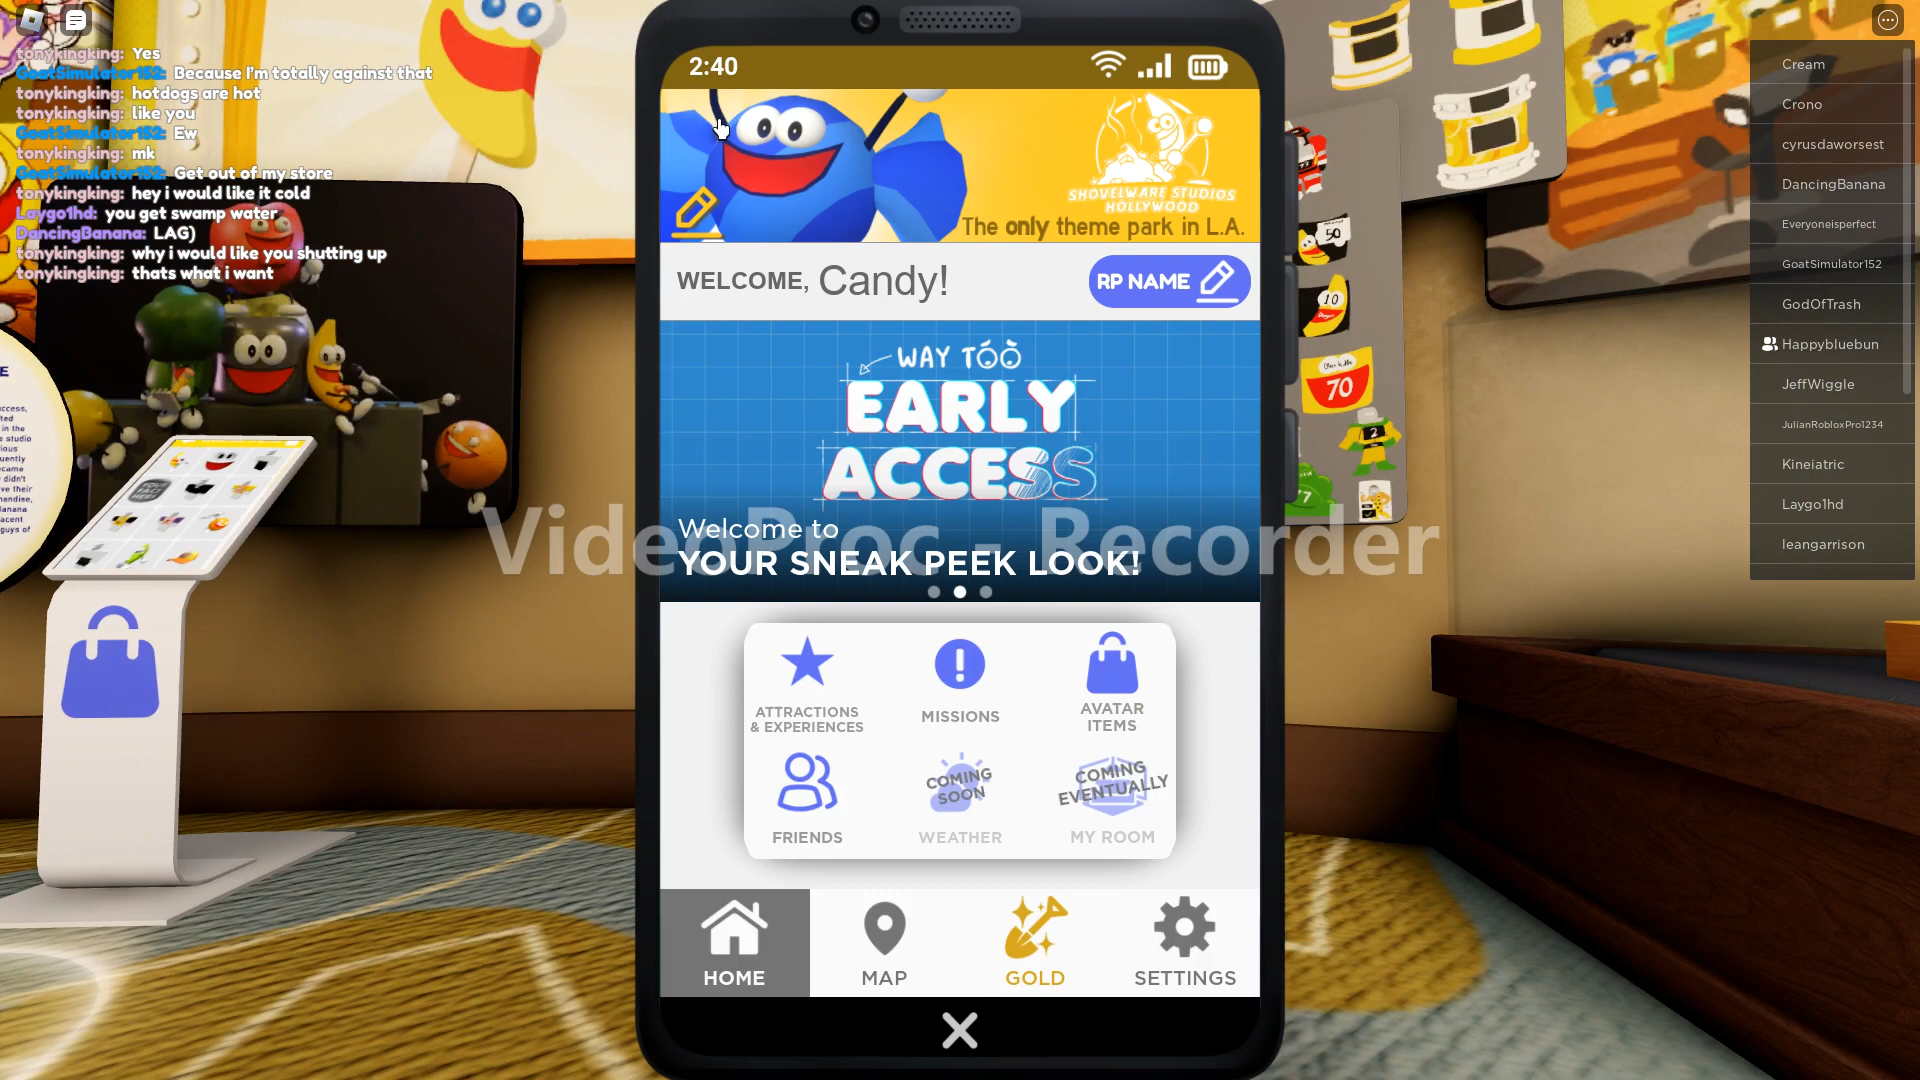 tonykingking: Yes
GoatSimulator152: Because I'm totally against that
tonykingking: hotdogs are hot
tonykingking: like you
GoatSimulator152: Ew
tonykingking: mk
GoatSimulator152: Get out of my store
tonykingking: hey i would like it cold
Laygo1hd: you get swamp water
DancingBanana: LAG)
tonykingking: why i would like you shutting up
tonykingking: thats what i want
2:40
SHOVELWARE STUDIOS
HOLLYWOOD
The only theme park in L.A.
WELCOME, Candy!
RP NAME
WAY TOO
EARLY
ACCESS
Welcome to
YOUR SNEAK PEEK LOOK!
VideoProc - Recorder
ATTRACTIONS
& EXPERIENCES
MISSIONS
AVATAR
ITEMS
FRIENDS
COMING
SOON
WEATHER
COMING
EVENTUALLY
MY ROOM
HOME
MAP
GOLD
SETTINGS
Cream
Crono
cyrusdaworsest
DancingBanana
Everyoneisperfect
GoatSimulator152
GodOfTrash
Happybluebun
JeffWiggle
JulianRobloxPro1234
Kineiatric
Laygo1hd
leangarrison
50
10
70
2